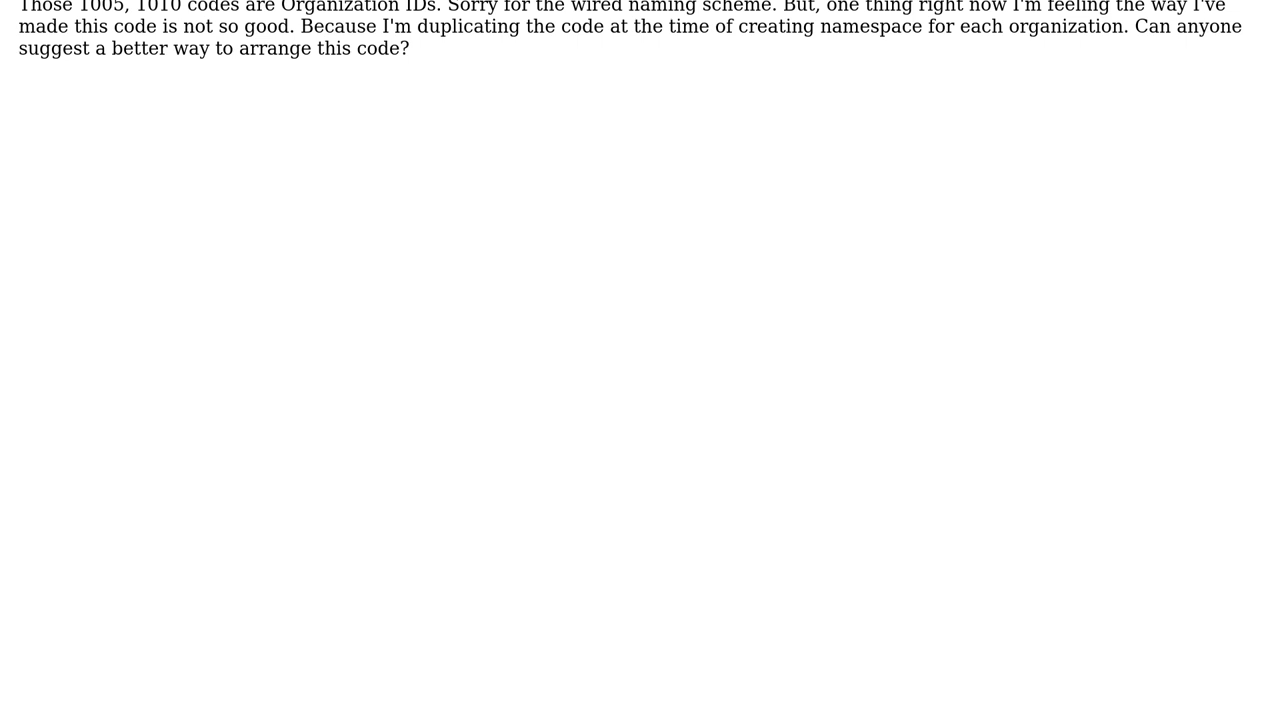 Those 1005, 1010 codes are Organization IDs. Sorry for the wired naming scheme. But, one thing right now I'm feeling the way I've
made this code is not so good. Because I'm duplicating the code at the time of creating namespace for each organization. Can anyone
suggest a better way to arrange this code?